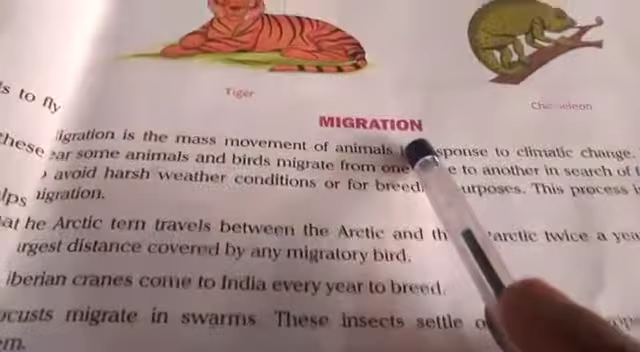 Tiger
Chameleon
s to fly
MIGRATION
igration is the mass movement of animals sponse to climatic change.
these ear some animals and birds migrate from one e to another in search of
avoid harsh weather conditions or for breed urposes. This process
lps igration.
at he Arctic tern travels between the Arctic and th arctic twice a yea
urgest distance covered by any migratory bird.
iberian cranes come to India every year to breed.
ocusts migrate in swarms These insects settle o
em.